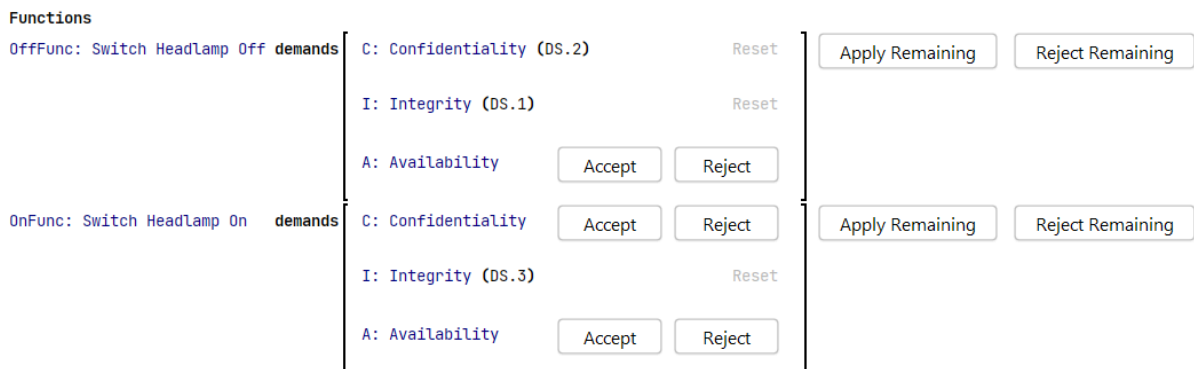 Functions
OffFunc: Switch Headlamp Off demands C: Confidentiality (DS.2) Reset Apply Remaining Reject Remaining
I: Integrity (DS.1) Reset
A: Availability Accept Reject
OnFunc: Switch Headlamp On demands C: Confidentiality Accept Reject Apply Remaining Reject Remaining
I: Integrity (DS.3) Reset
A: Availability Accept Reject